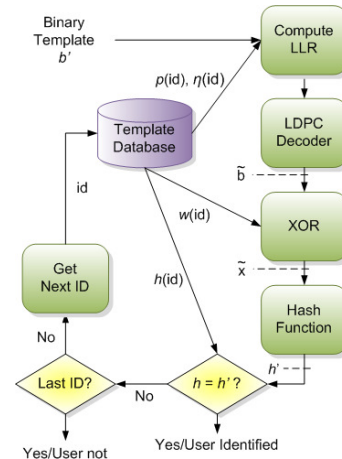 Binary
Template
b'
Compute
LLR
p(id), η(id)
Template
Database
LDPC
Decoder
b̃
id
w(id)
XOR
x̃
Get
Next ID
h(id)
Hash
Function
No
h'
Last ID?
No
h = h' ?
Yes/User not
Yes/User Identified